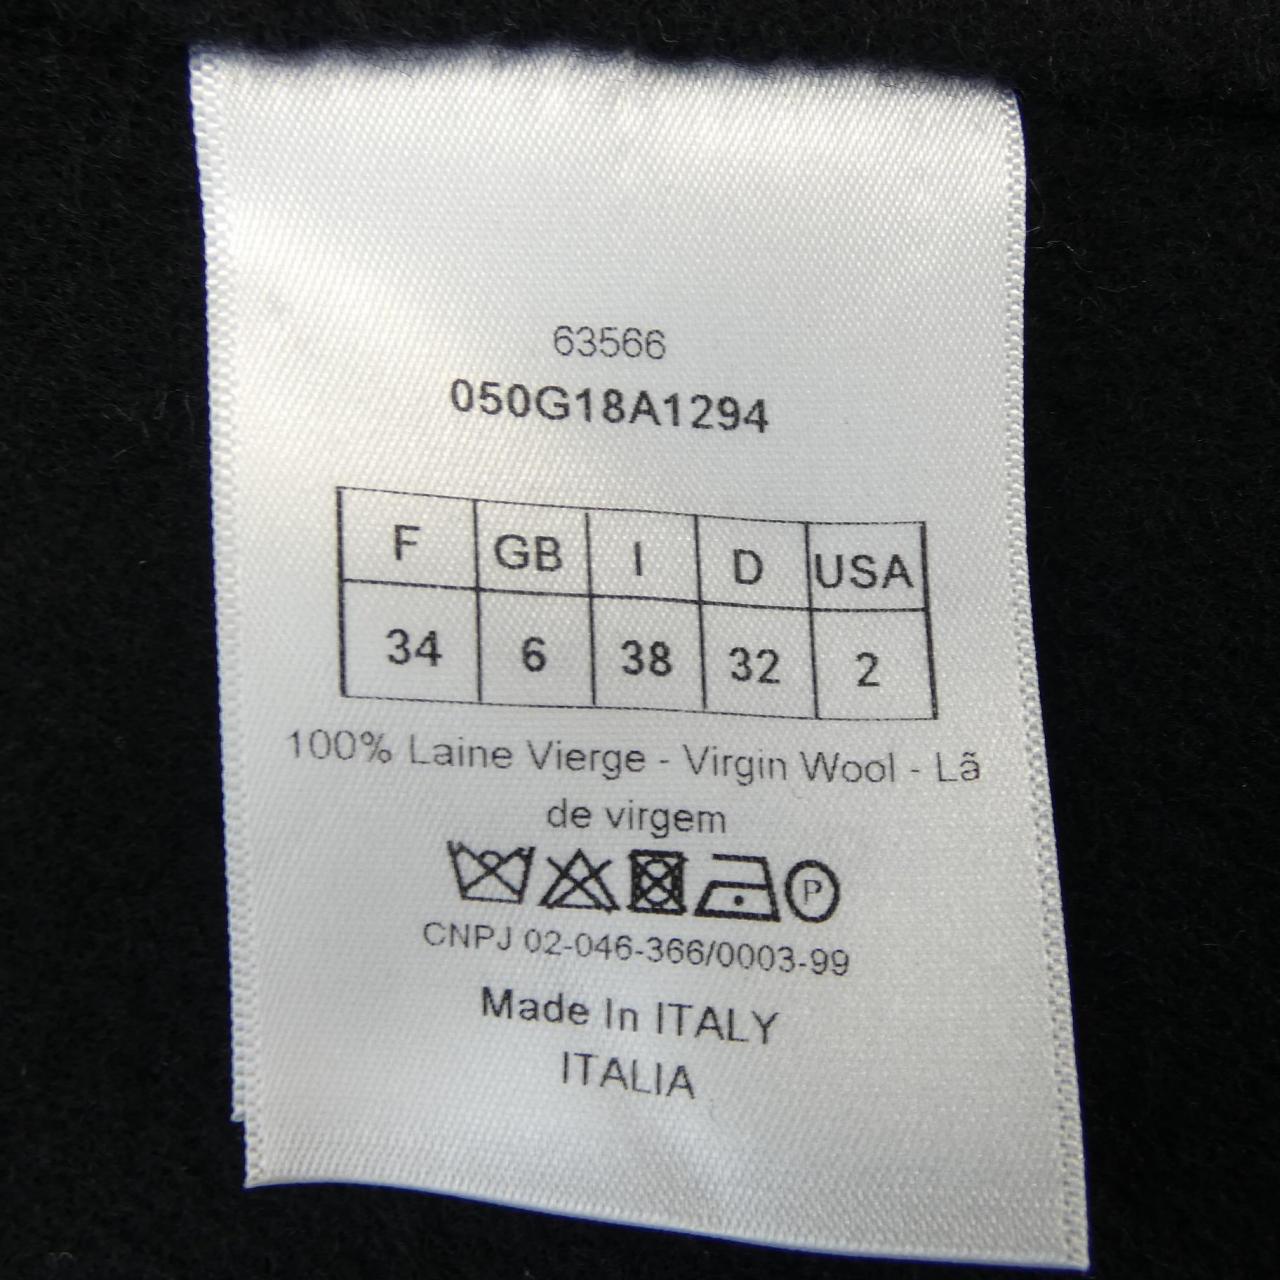 63566
050G18A1294
F GB I D USA
34 6 38 32 2
100% Laine Vierge - Virgin Wool - Lã
de virgem
P
CNPJ 02-046-366/0003-99
Made In ITALY
ITALIA